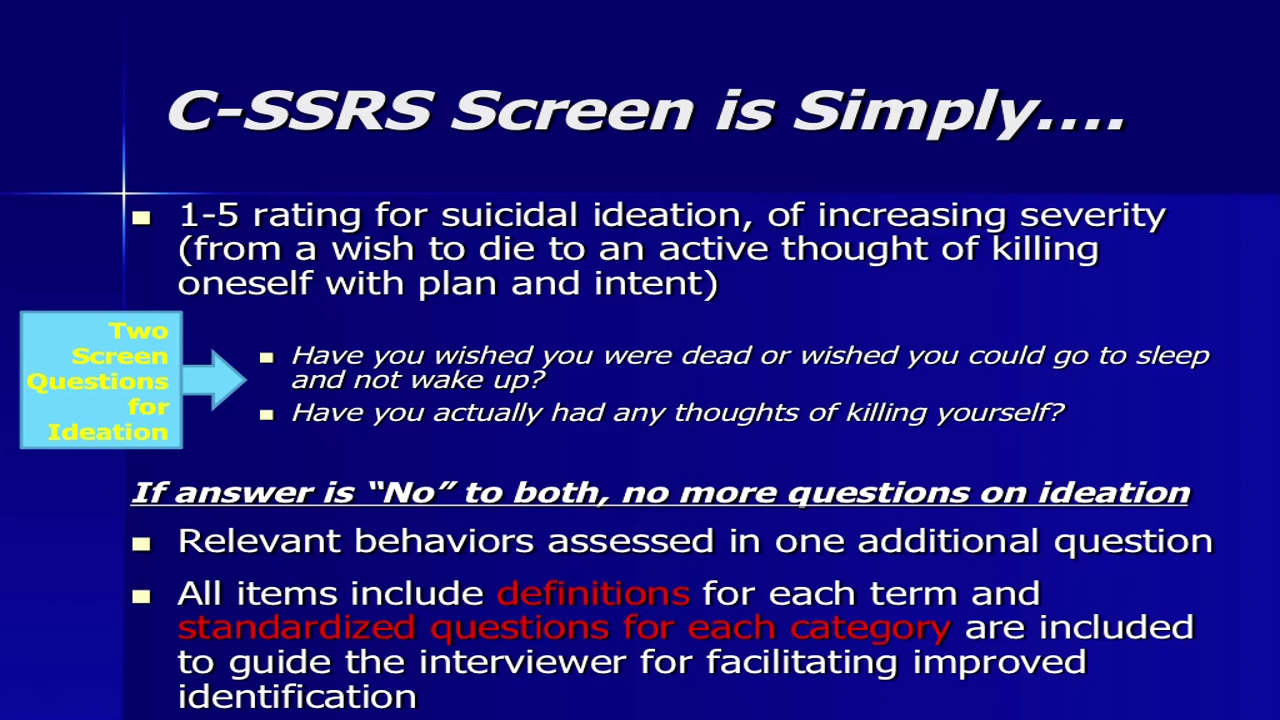 C-SSRS Screen is Simply....
1-5 rating for suicidal ideation, of increasing severity
(from a wish to die to an active thought of killing
oneself with plan and intent)
Two
Screen
Questions
for
Ideation
Have you wished you were dead or wished you could go to sleep
and not wake up?
Have you actually had any thoughts of killing yourself?
If answer is “No” to both, no more questions on ideation
Relevant behaviors assessed in one additional question
All items include definitions for each term and
standardized questions for each category are included
to guide the interviewer for facilitating improved
identification